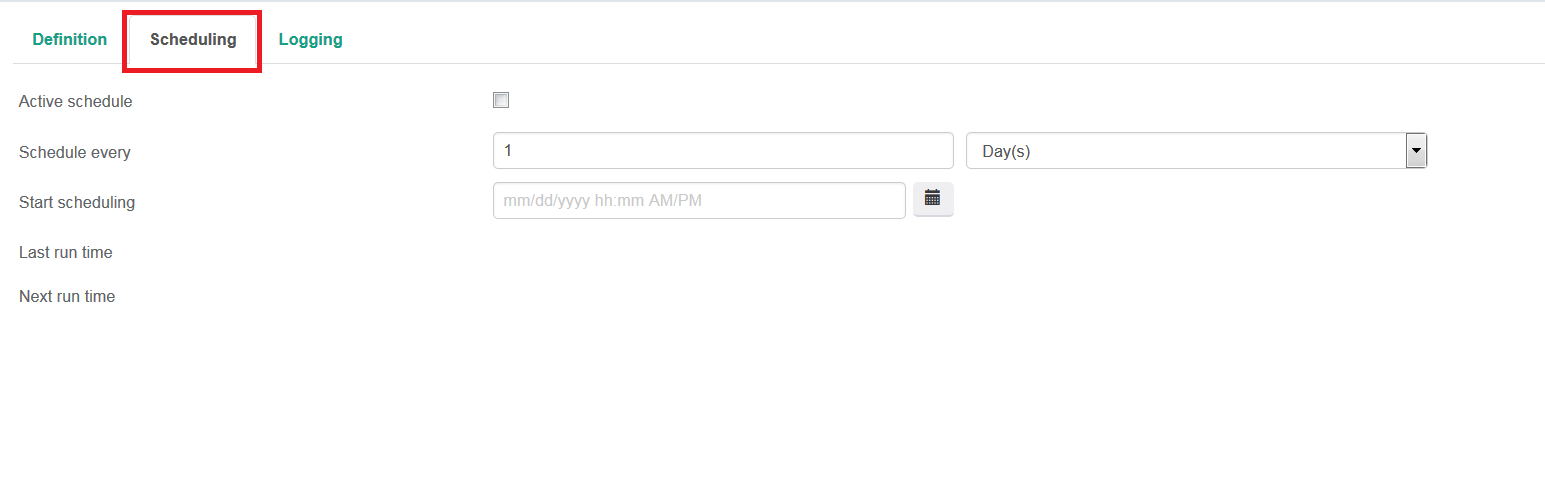 Definition Scheduling Logging
Active schedule
Schedule every 1 Day(s)
Start scheduling mm/dd/yyyy hh:mm AM/PM
Last run time
Next run time